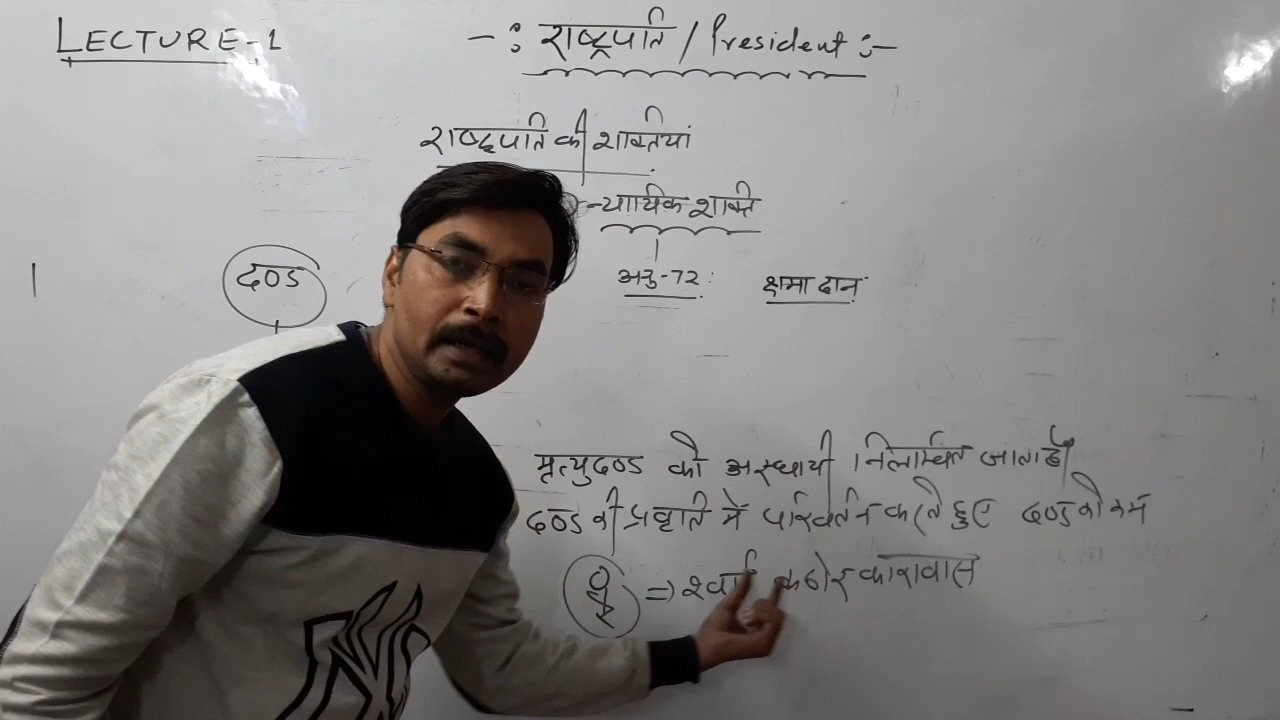 LECTURE-1
-: राष्ट्रपति / President :-
राष्ट्रपति की शक्तियां
न्यायिक शक्ति
दण्ड
अनु-72: क्षमा दान
मृत्युदण्ड को अस्थायी निलम्बित जाता है
दण्ड की प्रवृति में परिवर्तन करते हुए दण्ड को कम
=> कठोर कारावास